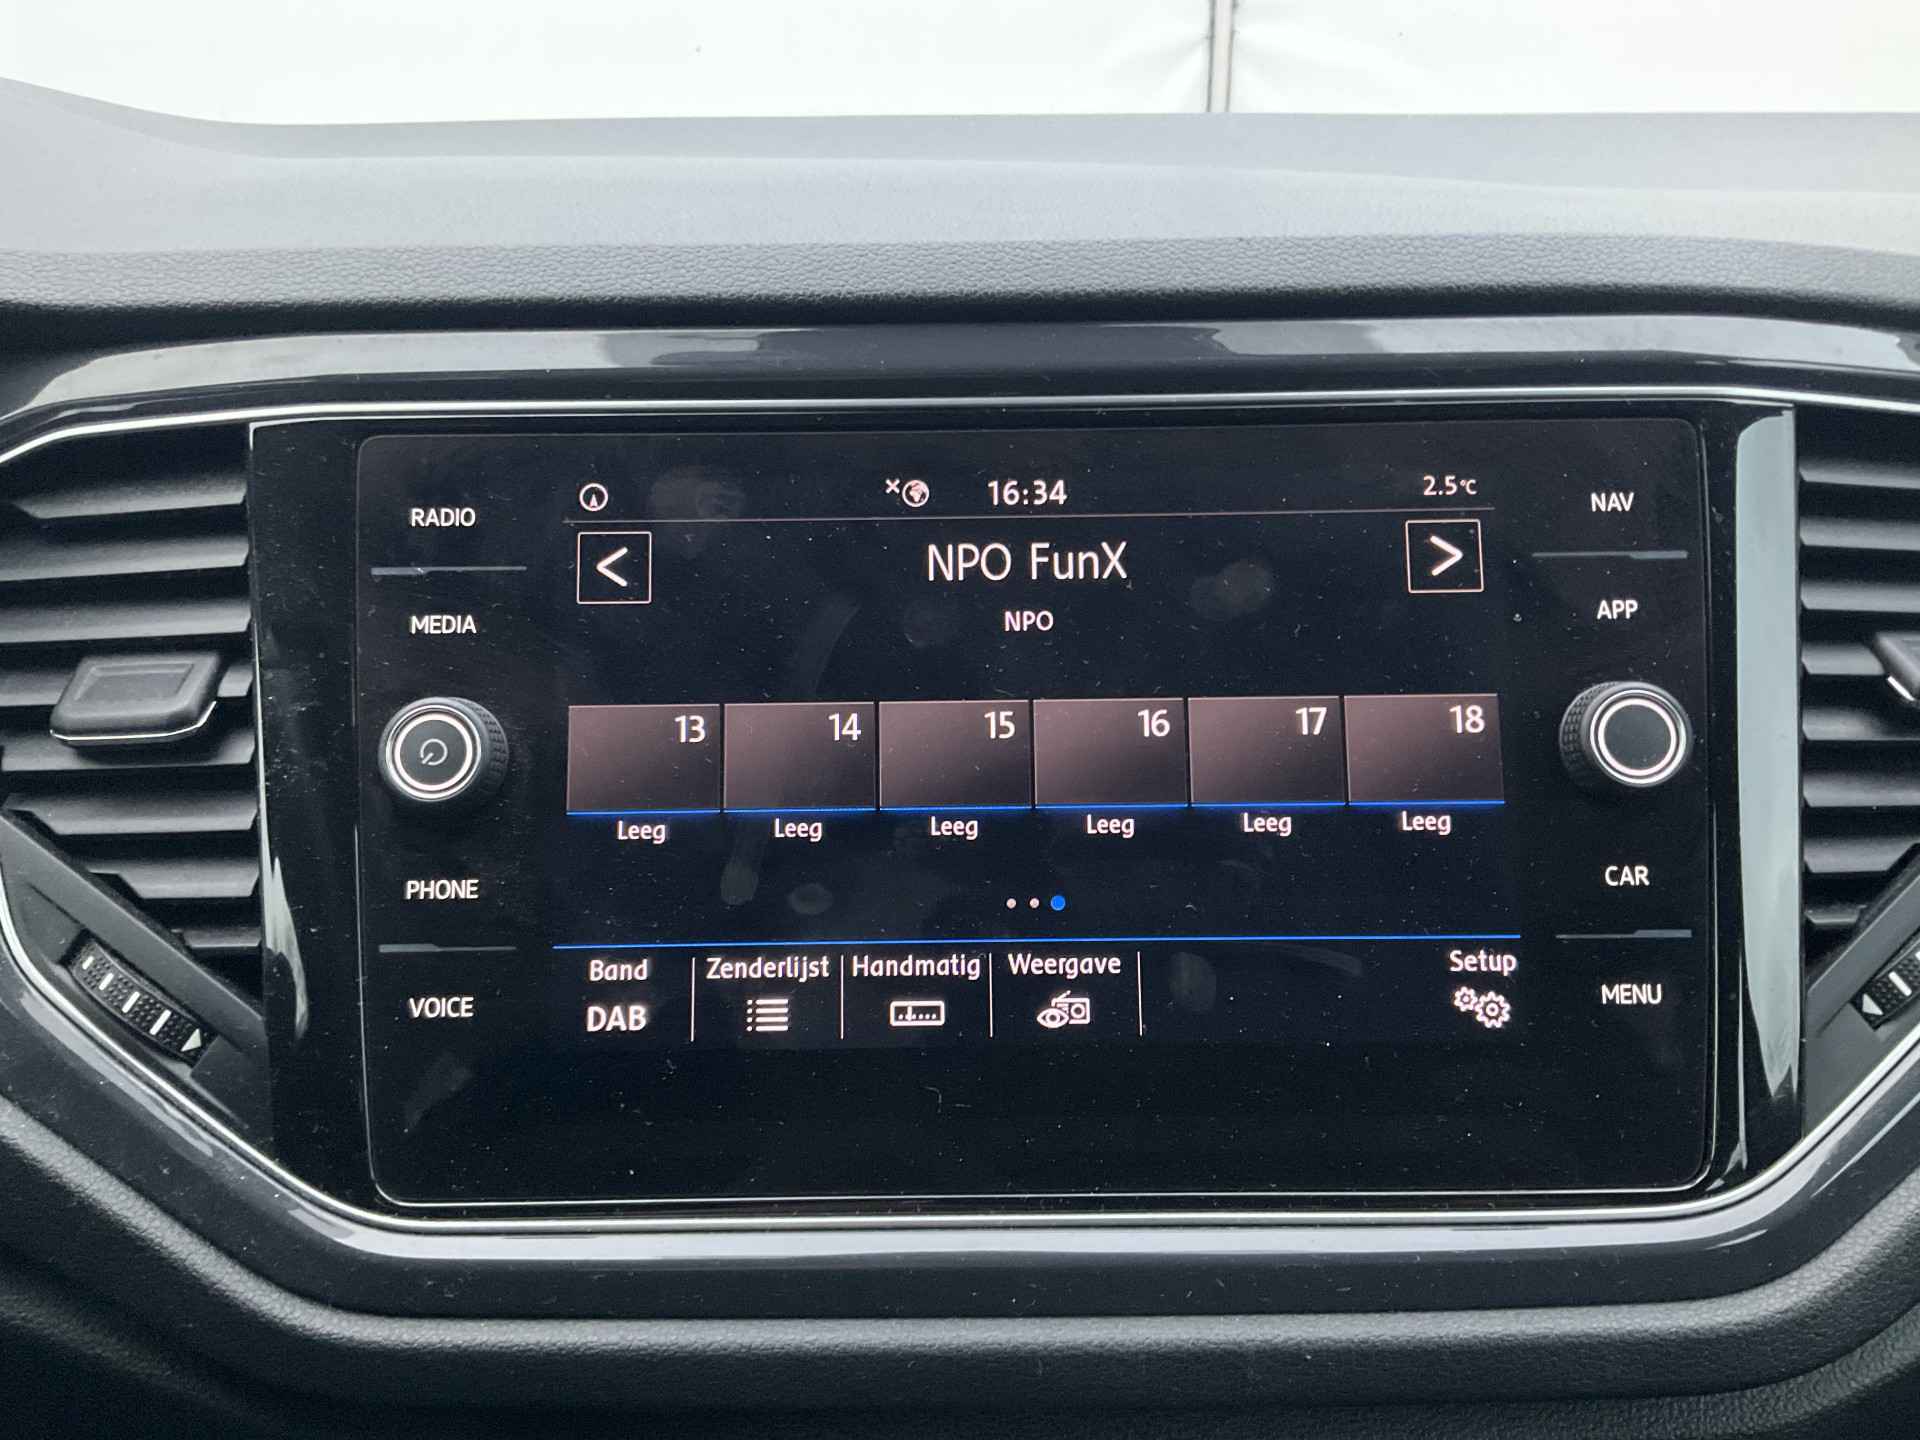 16:34
2.5°C
RADIO
NAV
<
NPO FunX
>
MEDIA
NPO
APP
13
14
15
16
17
18
Leeg
Leeg
Leeg
Leeg
Leeg
Leeg
PHONE
CAR
Band
Zenderlijst
Handmatig
Weergave
Setup
VOICE
DAB
MENU